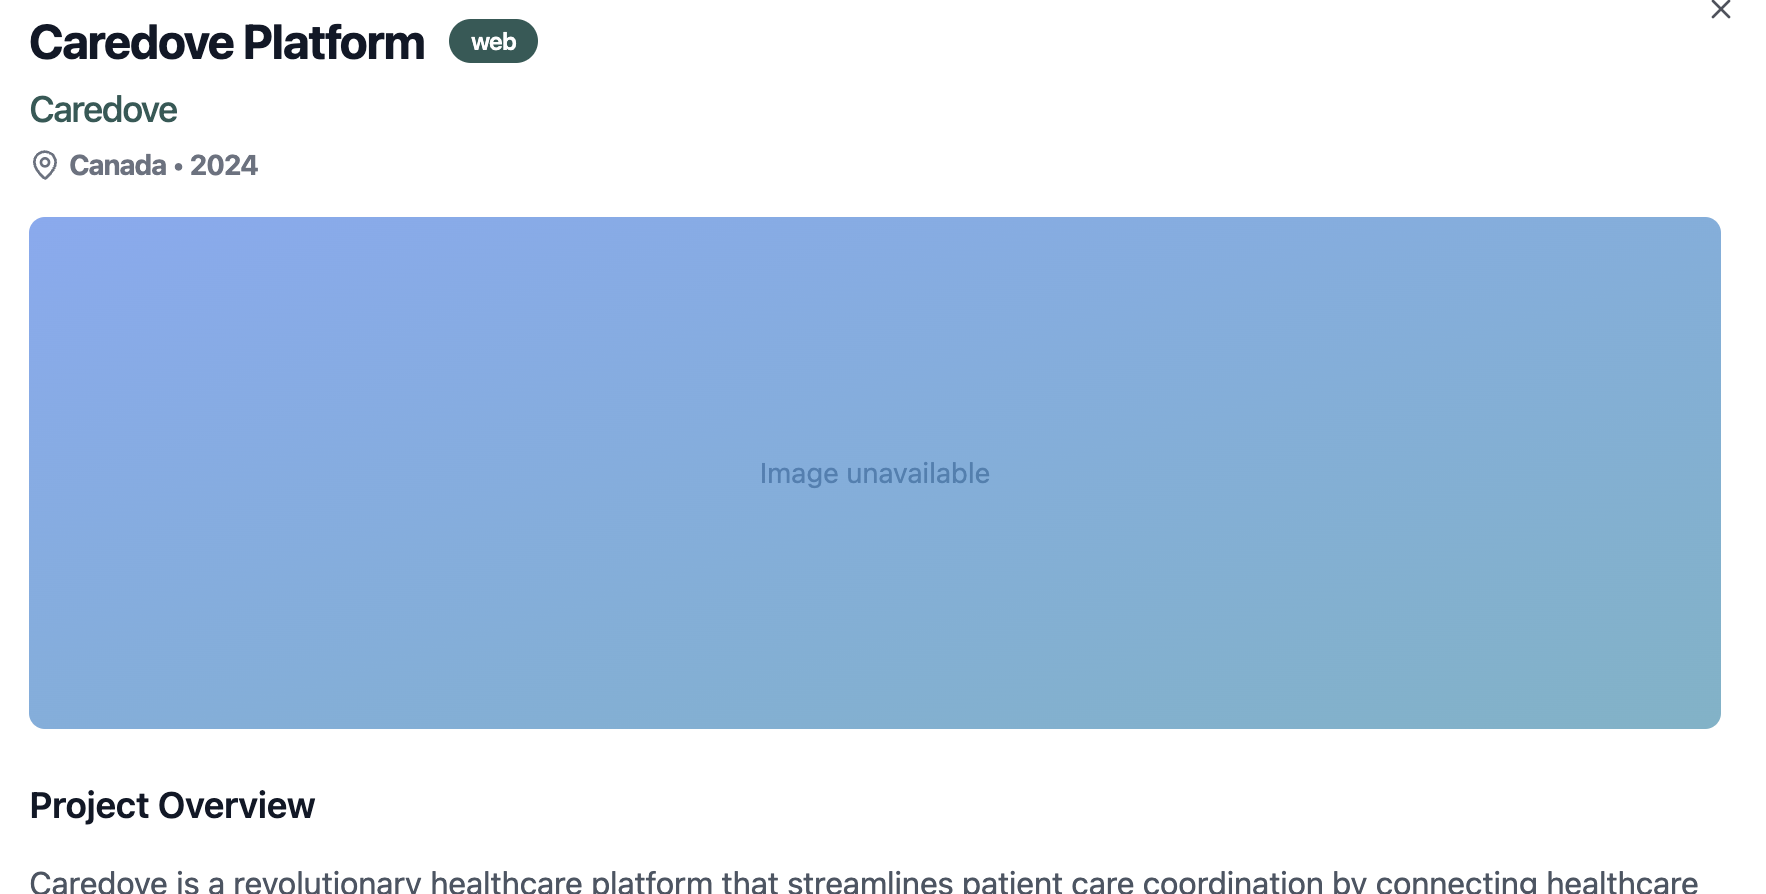 Caredove Platform web
Caredove
Canada • 2024
Image unavailable
Project Overview
Caredove is a revolutionary healthcare platform that streamlines patient care coordination by connecting healthcare